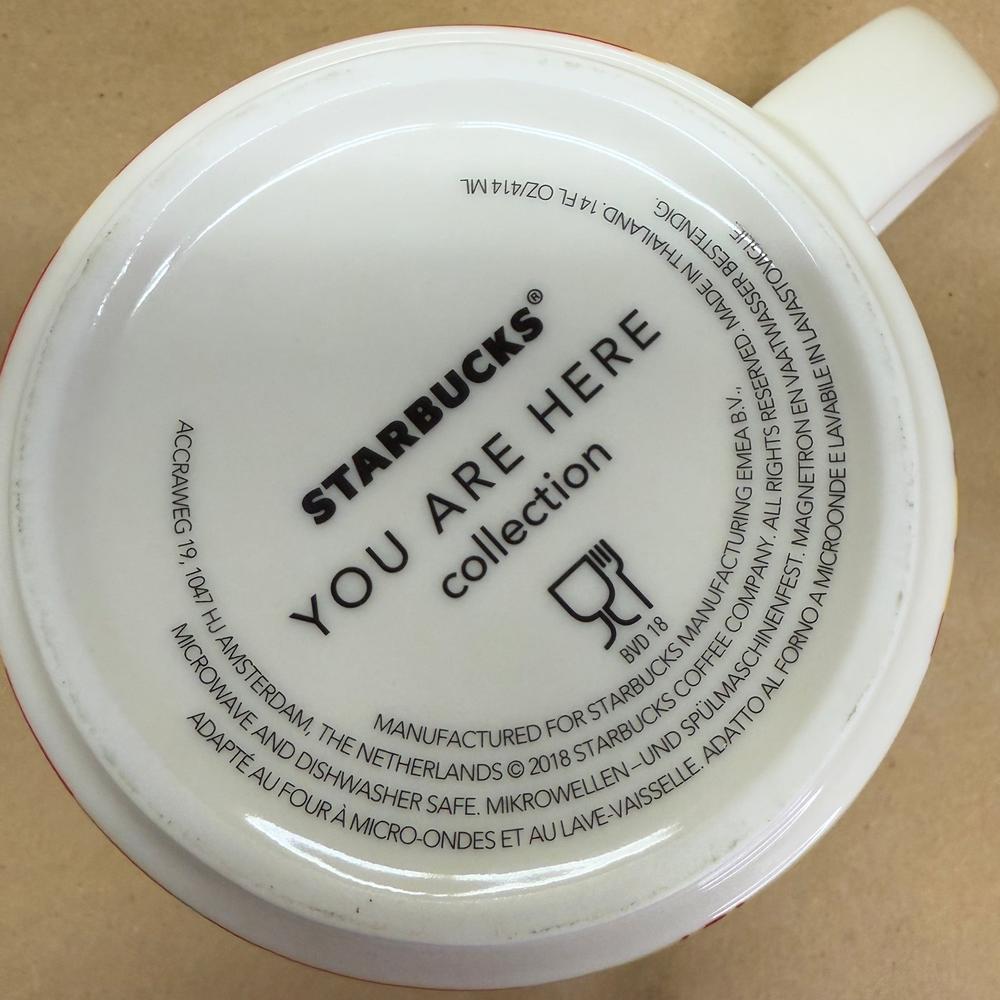 STARBUCKS®
YOU ARE HERE
collection
BVD 18
MANUFACTURED FOR STARBUCKS MANUFACTURING EMEA B.V.,
ACCRAWEG 19, 1047 HJ AMSTERDAM, THE NETHERLANDS © 2018 STARBUCKS COFFEE COMPANY. ALL RIGHTS RESERVED. MADE IN THAILAND. 14 FL OZ/414 ML
MICROWAVE AND DISHWASHER SAFE. MIKROWELLEN –UND SPÜLMASCHINENFEST. MAGNETRON EN VAATWASSER BESTENDIG.
ADAPTÉ AU FOUR À MICRO-ONDES ET AU LAVE-VAISSELLE. ADATTO AL FORNO A MICROONDE E LAVABILE IN LAVASTOVIGLIE